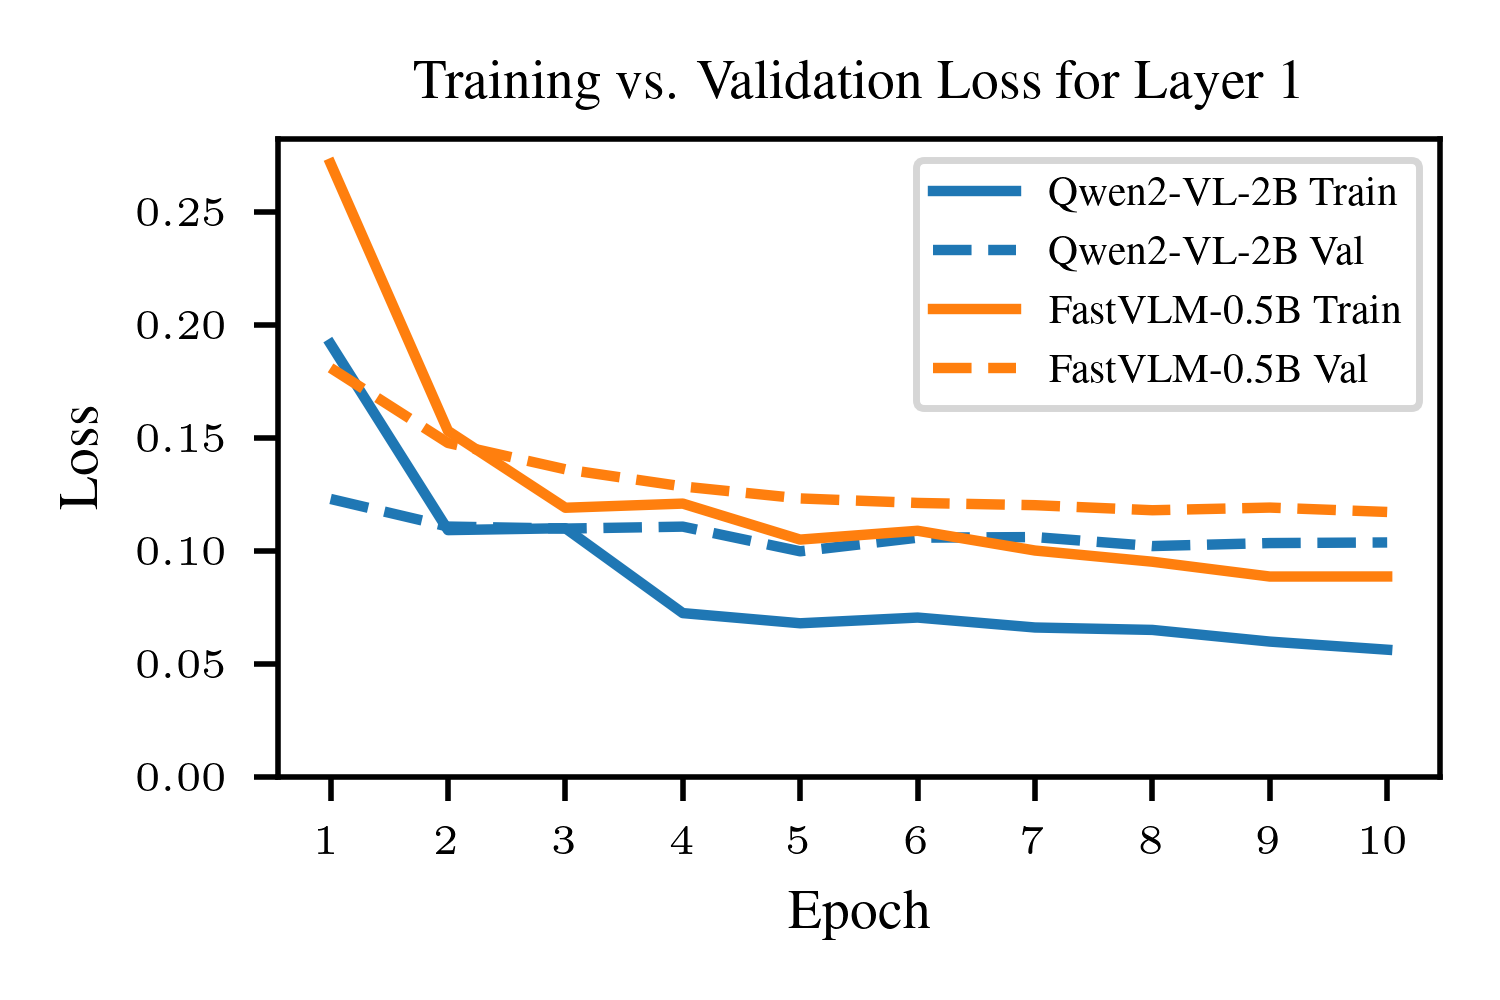 Training vs. Validation Loss for Layer 1
Qwen2-VL-2B Train
Qwen2-VL-2B Val
FastVLM-0.5B Train
FastVLM-0.5B Val
Loss
0.25
0.20
0.15
0.10
0.05
0.00
1 2 3 4 5 6 7 8 9 10
Epoch